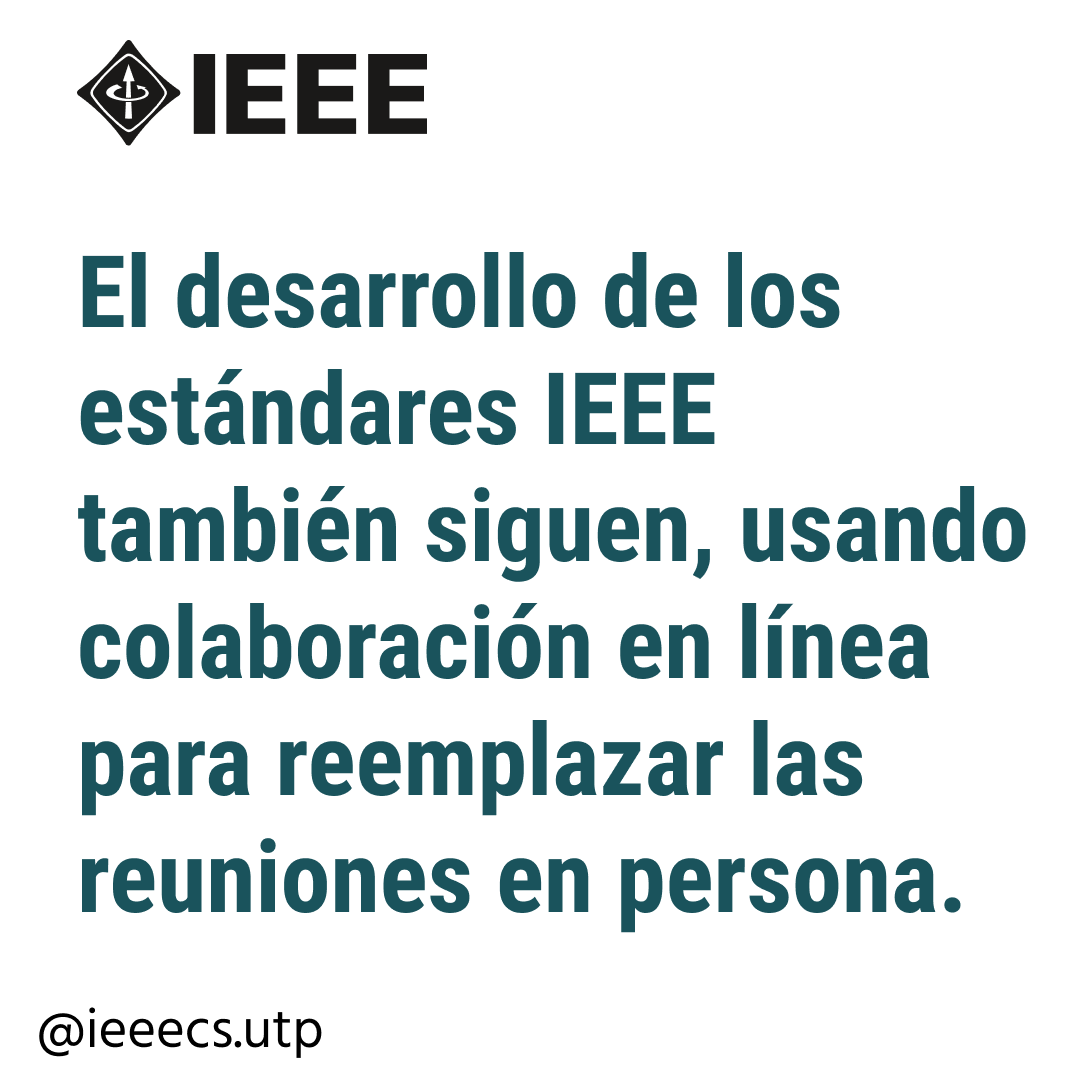 IEEE
El desarrollo de los
estándares IEEE
también siguen, usando
colaboración en línea
para reemplazar las
reuniones en persona.
@ieeecs.utp